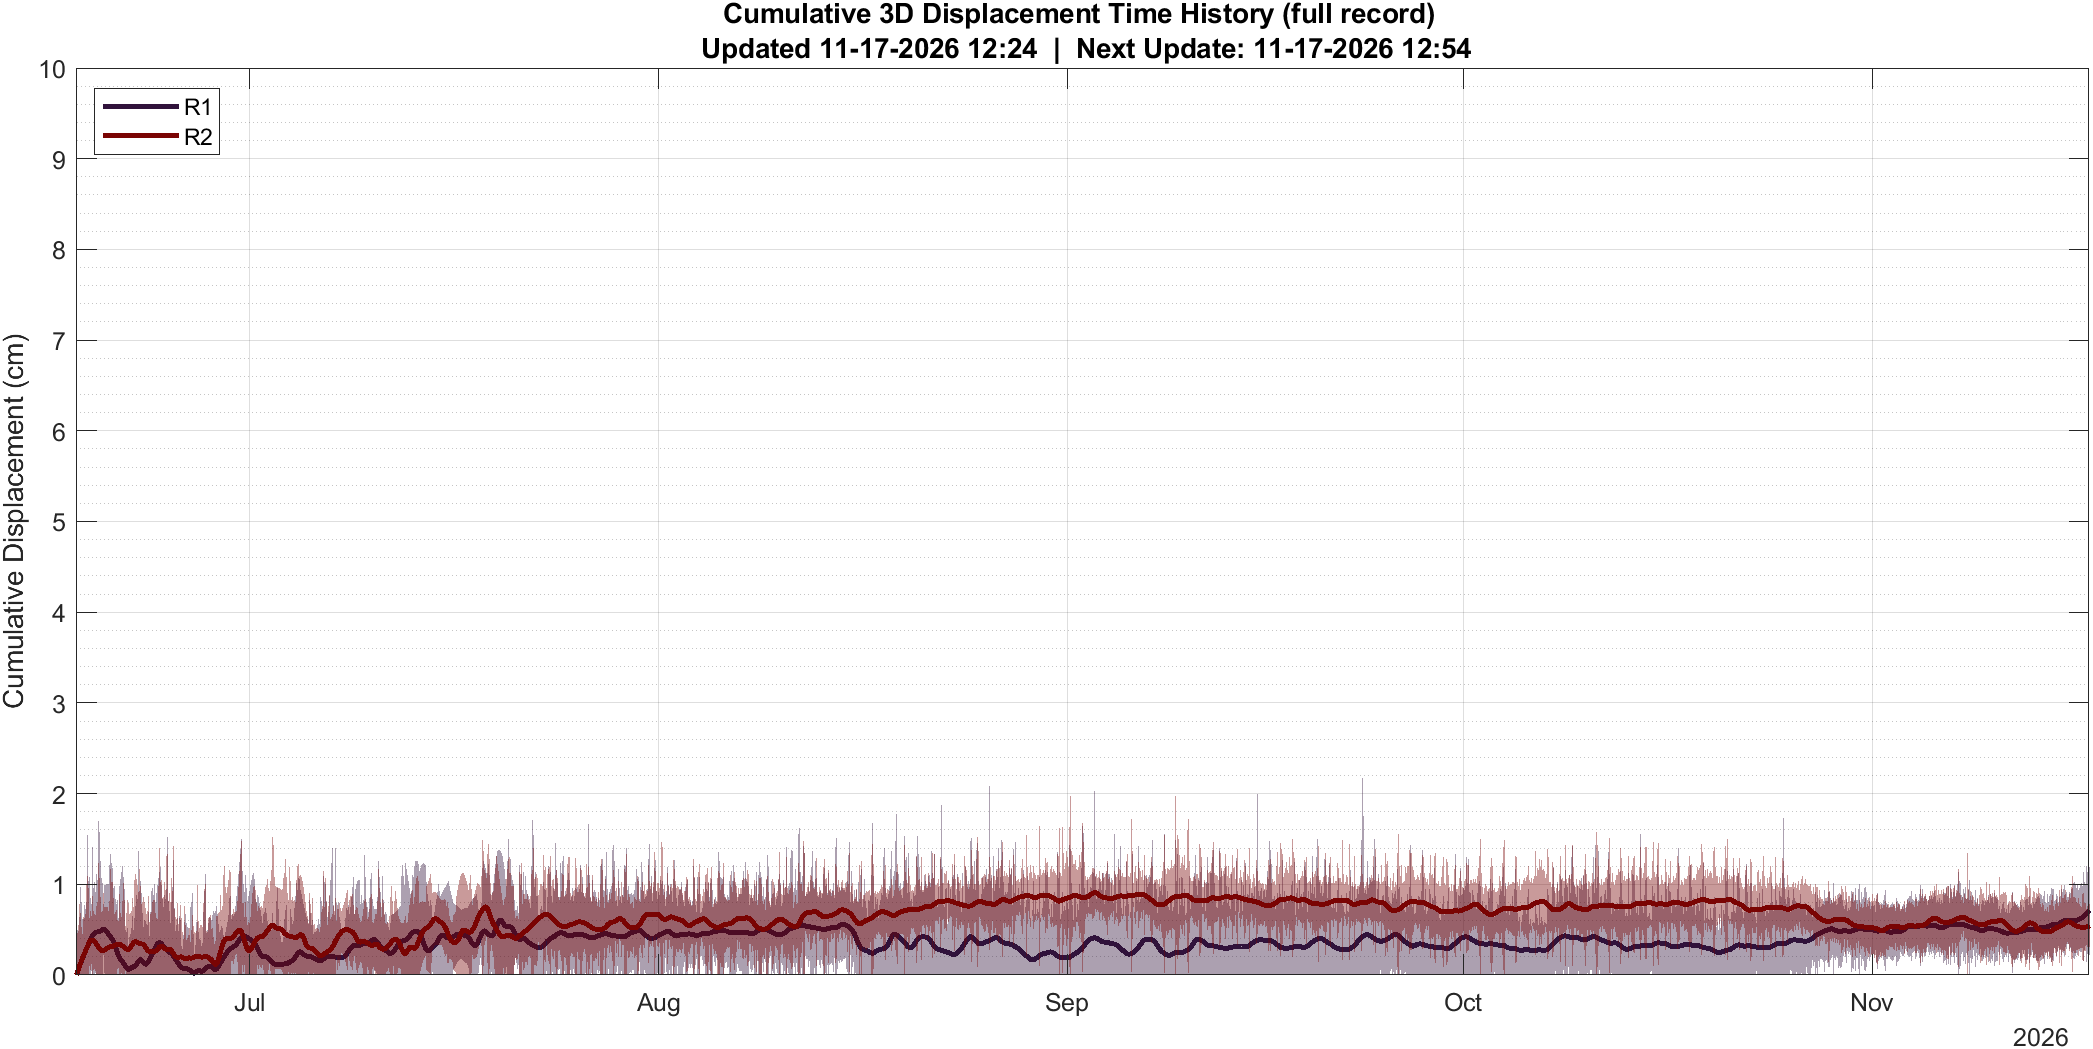 Cumulative 3D Displacement Time History (full record)
Updated 11-17-2026 12:24 | Next Update: 11-17-2026 12:54
R1
R2
Cumulative Displacement (cm)
10
9
8
7
6
5
4
3
2
1
0
Jul Aug Sep Oct Nov
2026